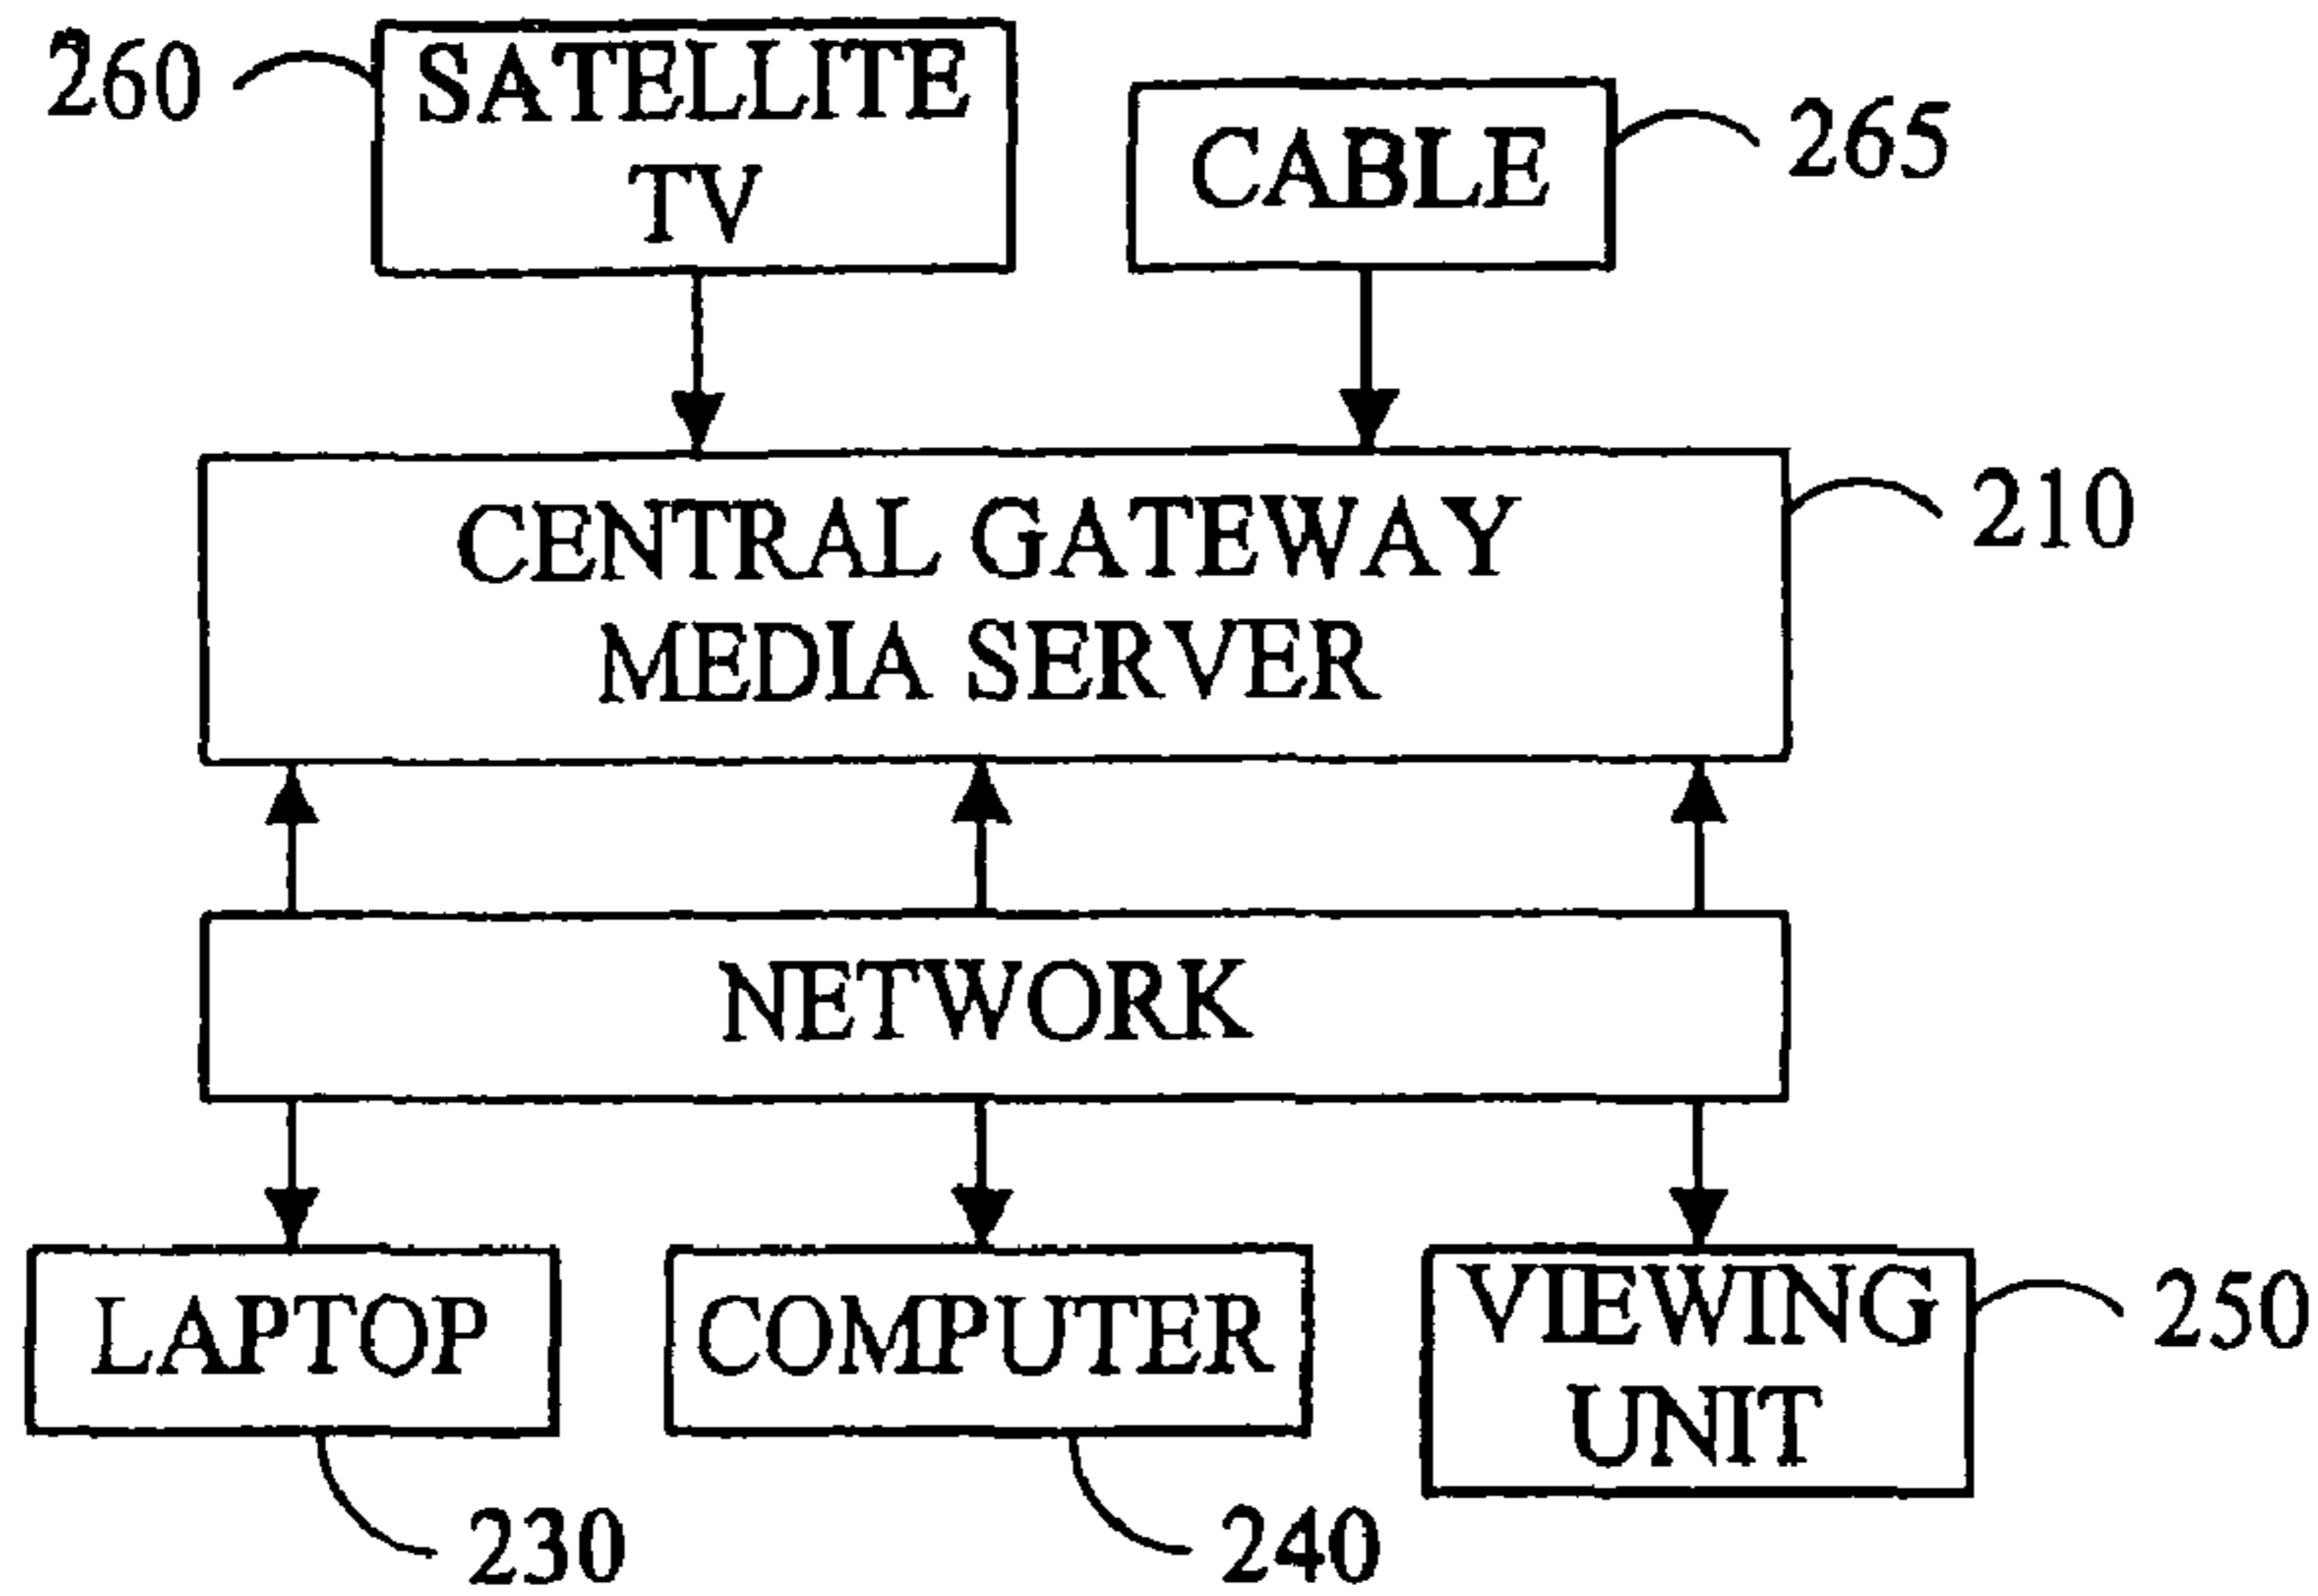 260
SATELLITE
TV
CABLE
265
CENTRAL GATEWAY
MEDIA SERVER
210
NETWORK
LAPTOP
COMPUTER
VIEWING
UNIT
250
230
240